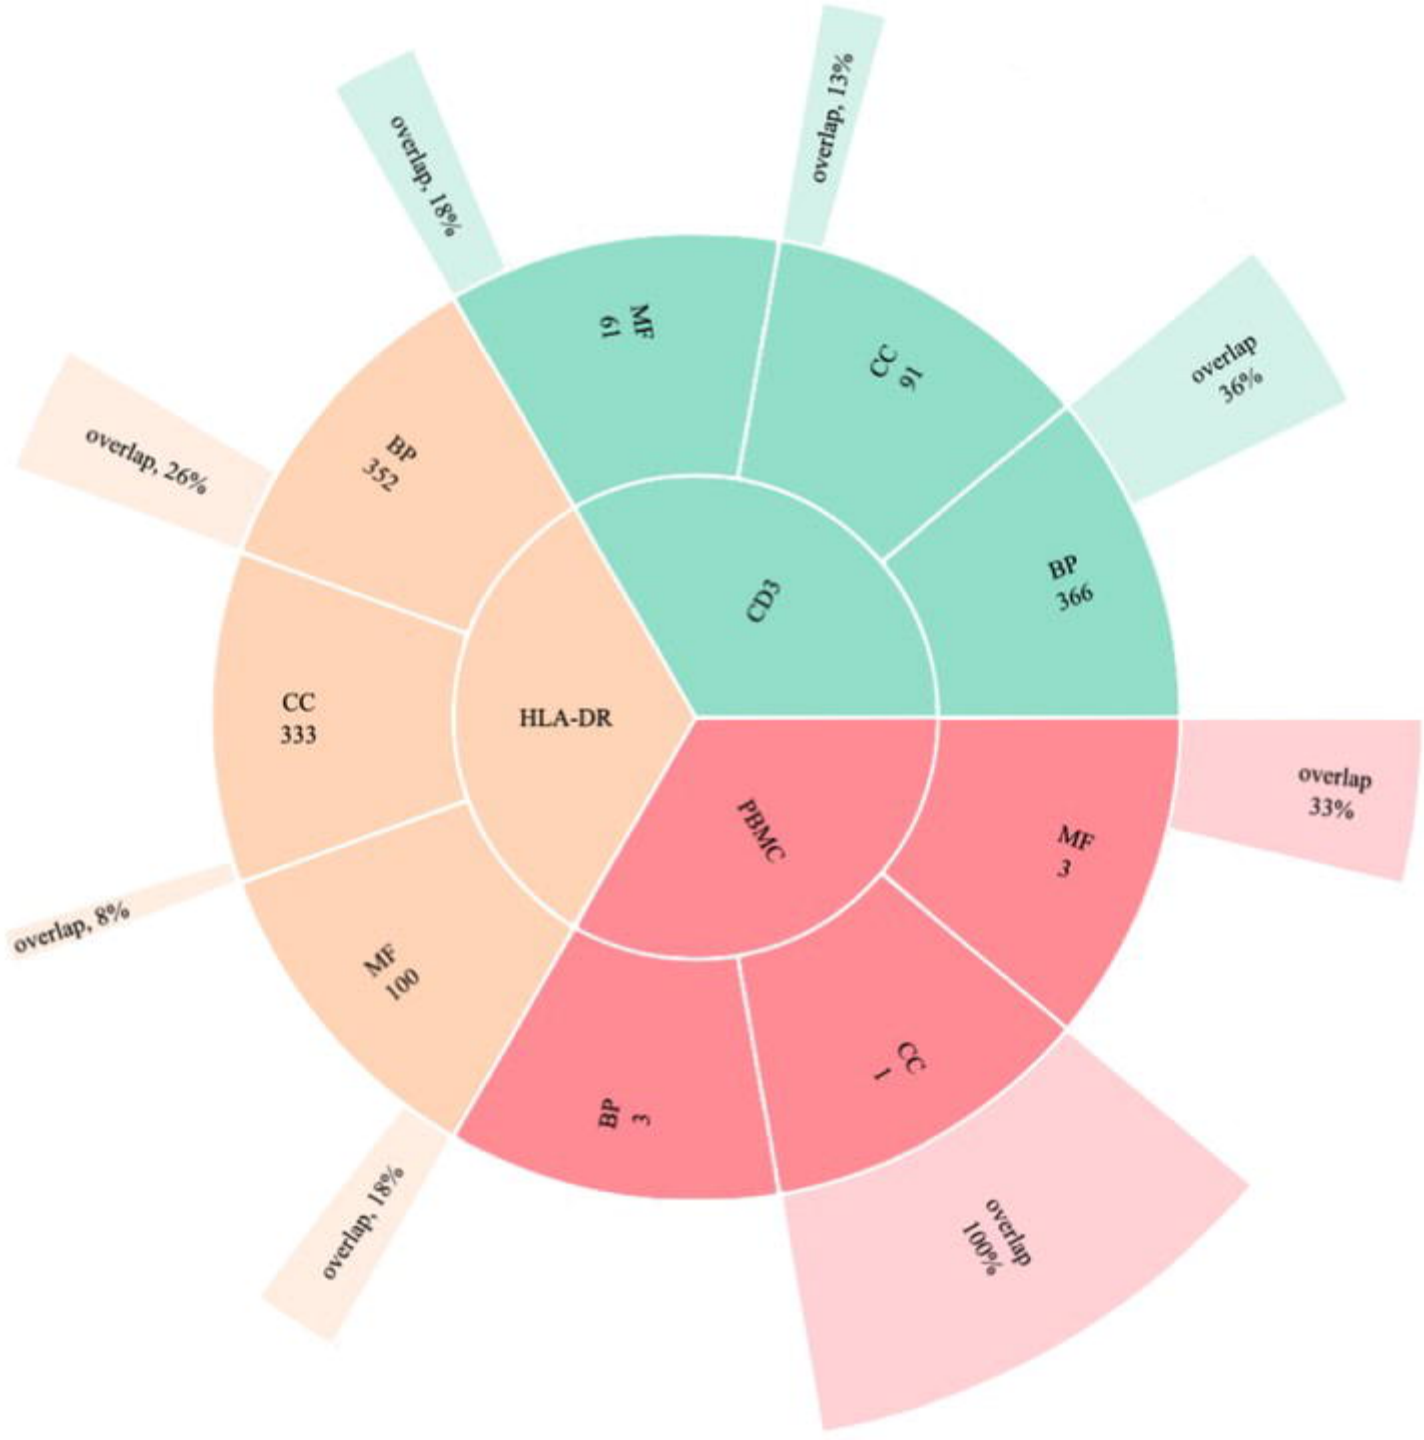 overlap, 13%
overlap, 18%
overlap
36%
MF
61
CC
91
BP
366
CD3
overlap, 26%
BP
352
CC
333
HLA-DR
MF
100
overlap, 8%
overlap, 18%
PBMC
MF
3
overlap
33%
CC
1
BP
3
overlap
100%